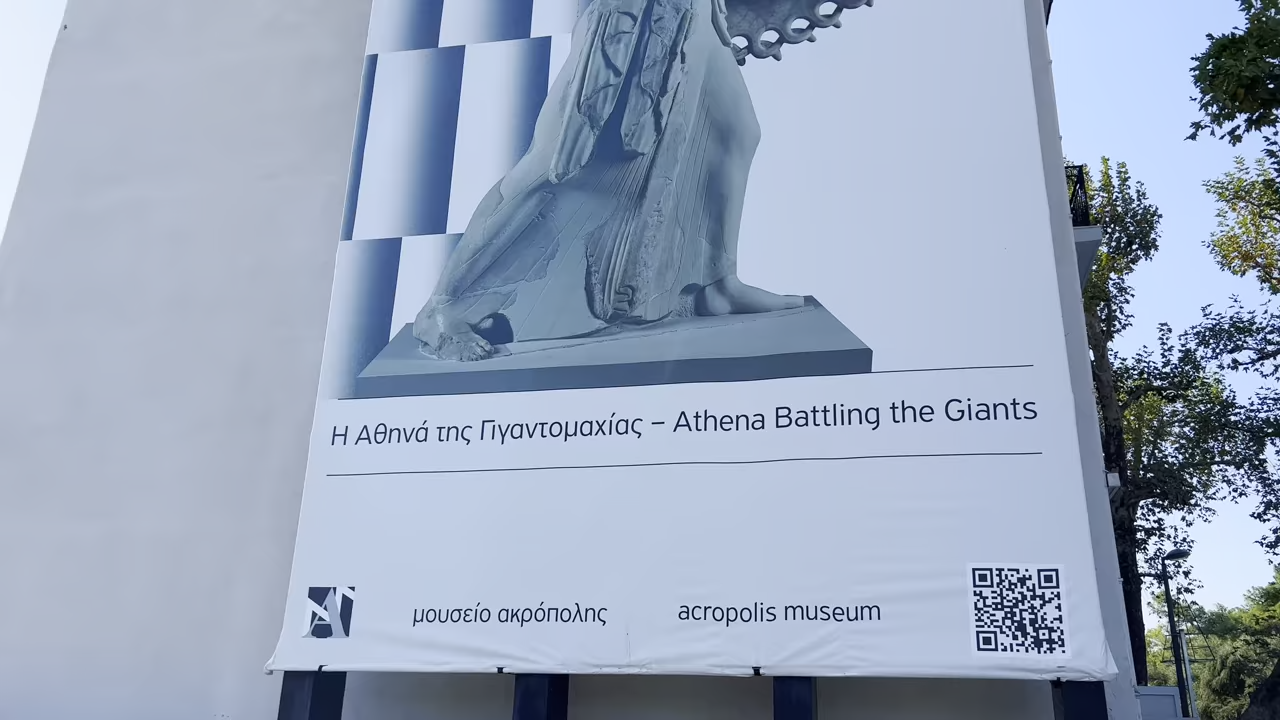 Η Αθηνά της Γιγαντομαχίας – Athena Battling the Giants
μουσείο ακρόπολης acropolis museum